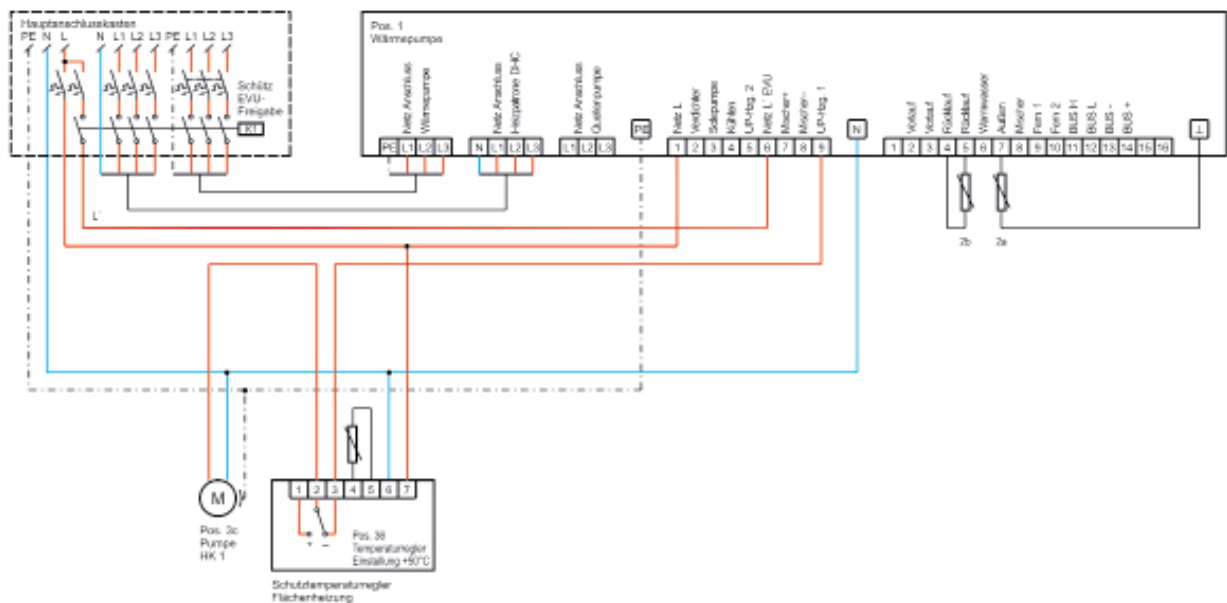 Hauptanschlusskasten
PE N L N L1 L2 L3 PE L1 L2 L3
Schütz
EVU-
Freigabe
K1
L'
Pos. 1
Wärmepumpe
Netz Anschluss
Wärmepumpe
PE L1 L2 L3
Netz Anschluss
Heizpatrone DHC
N L1 L2 L3
Netz Anschluss
Quellenpumpe
L1 L2 L3
PE
Netz L
Verdichter
Solepumpe
Kühlen
UP-Hzg. 2
Netz L' EVU
Mischer+
Mischer-
UP-Hzg. 1
1 2 3 4 5 6 7 8 9
N
Vorlauf
Vorlauf
Rücklauf
Rücklauf
Warmwasser
Außen
Mischer
Fern 1
Fern 2
BUS H
BUS L
BUS -
BUS +
1 2 3 4 5 6 7 8 9 10 11 12 13 14 15 16
⊥
2b
2a
M
Pos. 3c
Pumpe
HK 1
1 2 3 4 5 6 7
+ -
Temperaturregler
Einstellung +50°C
Schutztemperaturregler
Flächenheizung